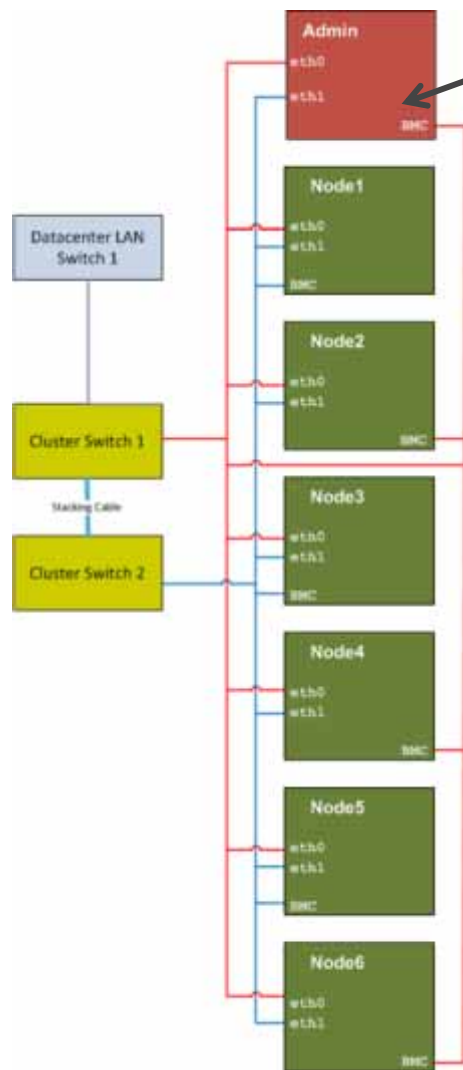 Admin
eth0
eth1
BMC
Node1
eth0
eth1
BMC
Datacenter LAN
Switch 1
Node2
eth0
eth1
BMC
Cluster Switch 1
Stacking Cable
Cluster Switch 2
Node3
eth0
eth1
BMC
Node4
eth0
eth1
BMC
Node5
eth0
eth1
BMC
Node6
eth0
eth1
BMC